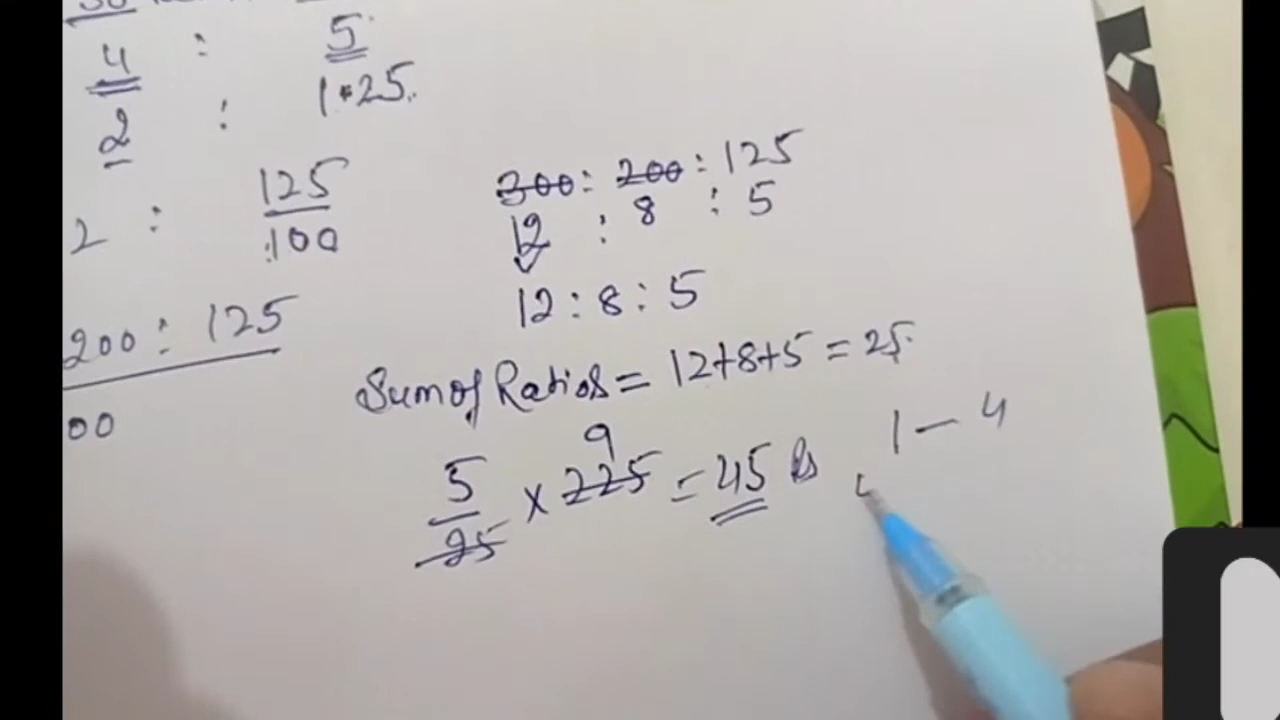 4 : 5
2 : 1.25
2 : 125/100
200 : 125
00
300 : 200 : 125
12 : 8 : 5
12 : 8 : 5
Sum of Ratios = 12+8+5 = 25
9
5/25 × 225 = 45 Rs
1 — 4